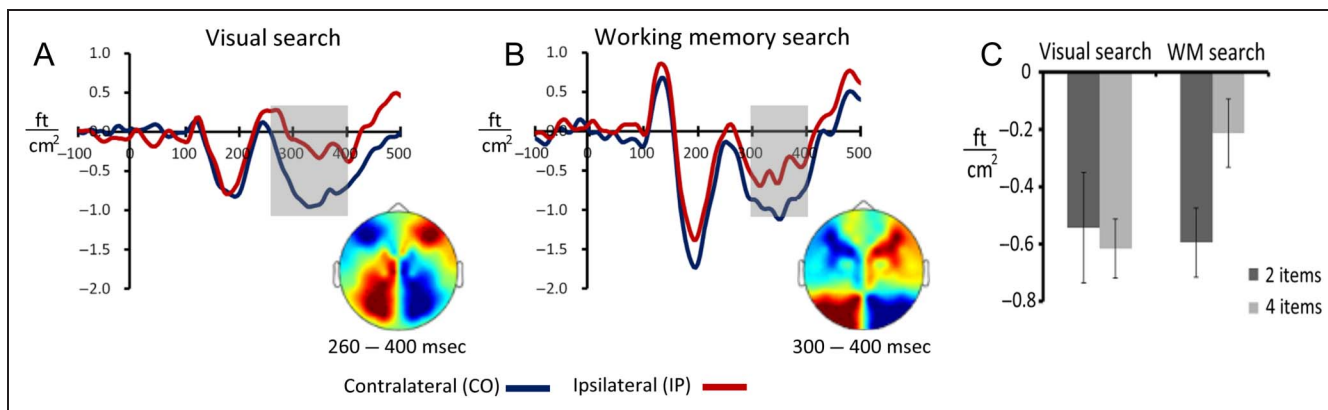 A
Visual search
ft
cm²
1.0
0.5
0.0
−0.5
−1.0
−1.5
−2.0
−100 0 100 200 300 400 500
260 – 400 msec
B
Working memory search
ft
cm²
1.0
0.5
0.0
−0.5
−1.0
−1.5
−2.0
−100 0 100 200 300 400 500
300 – 400 msec
Contralateral (CO) Ipsilateral (IP)
C
Visual search WM search
ft
cm²
0
−0.2
−0.4
−0.6
−0.8
2 items
4 items